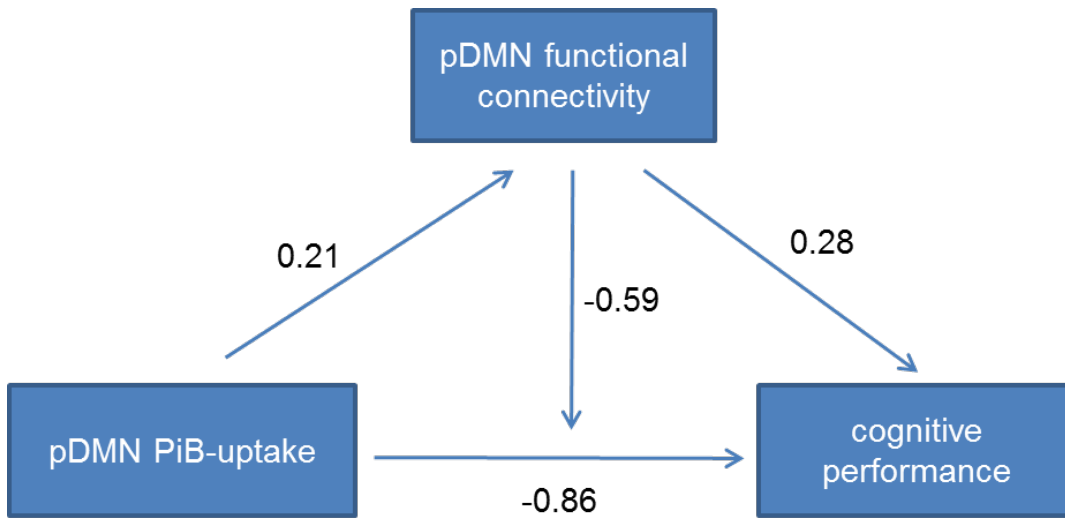 pDMN functional
connectivity
0.21
0.28
-0.59
pDMN PiB-uptake
cognitive
performance
-0.86